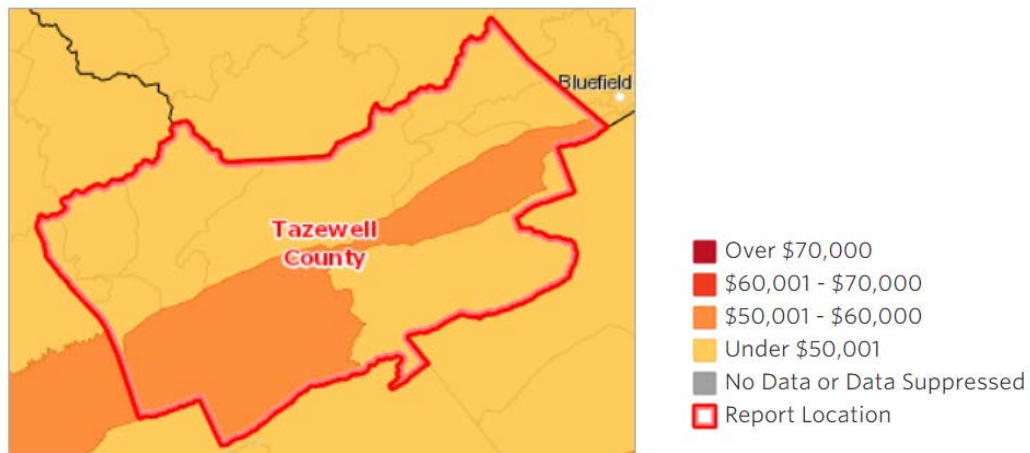 Bluefield
Tazewell
County
Over $70,000
$60,001 - $70,000
$50,001 - $60,000
Under $50,001
No Data or Data Suppressed
Report Location